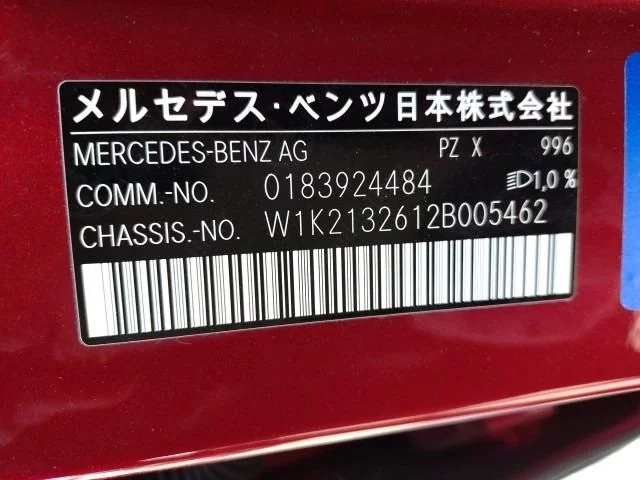 メルセデス・ベンツ日本株式会社
MERCEDES-BENZ AG PZ X 996
COMM.-NO. 0183924484 1,0 %
CHASSIS.-NO. W1K2132612B005462